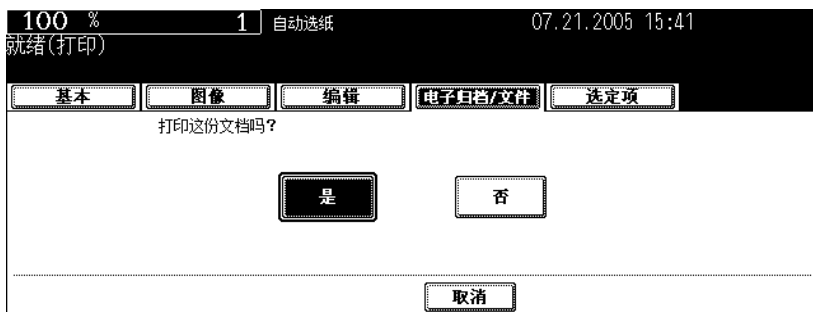 100 % 1 自动选纸 07.21.2005 15:41
就绪(打印)
基本 图像 编辑 电子归档/文件 选定项
打印这份文档吗?
是 否
取消